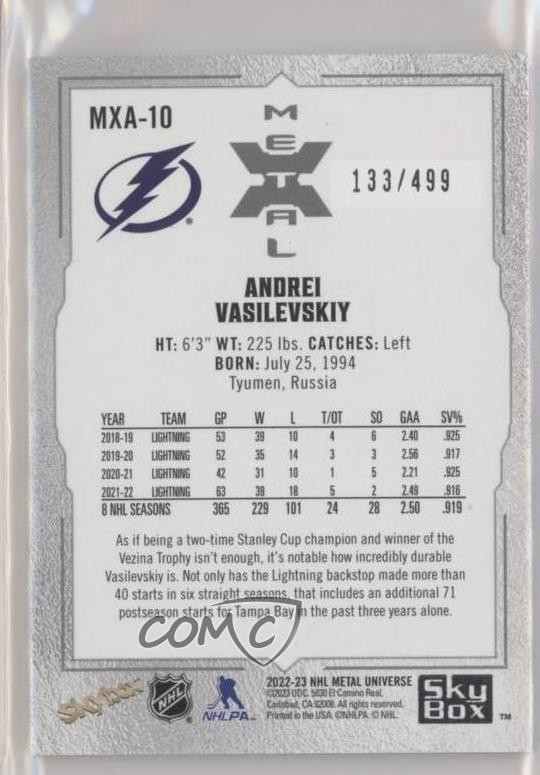 MXA-10
METAL
X
133/499
®
ANDREI
VASILEVSKIY
HT: 6'3" WT: 225 lbs. CATCHES: Left
BORN: July 25, 1994
Tyumen, Russia
YEAR TEAM GP W L T/OT SO GAA SV%
2018-19 LIGHTNING 53 39 10 4 6 2.40 .925
2019-20 LIGHTNING 52 35 14 3 3 2.56 .917
2020-21 LIGHTNING 42 31 10 1 5 2.21 .925
2021-22 LIGHTNING 63 39 18 5 2 2.49 .916
8 NHL SEASONS 365 229 101 24 28 2.50 .919
As if being a two-time Stanley Cup champion and winner of the
Vezina Trophy isn't enough, it's notable how incredibly durable
Vasilevskiy is. Not only has the Lightning backstop made more than
40 starts in six straight seasons, that includes an additional 71
postseason starts for Tampa Bay in the past three years alone.
COMC
skybox
NHL
NHLPA
2022-23 NHL METAL UNIVERSE
©2023 UDC. 5830 El Camino Real,
Carlsbad, CA 92008. All rights reserved.
Printed in the USA. ©NHLPA. © NHL.
SKY
BOX
TM